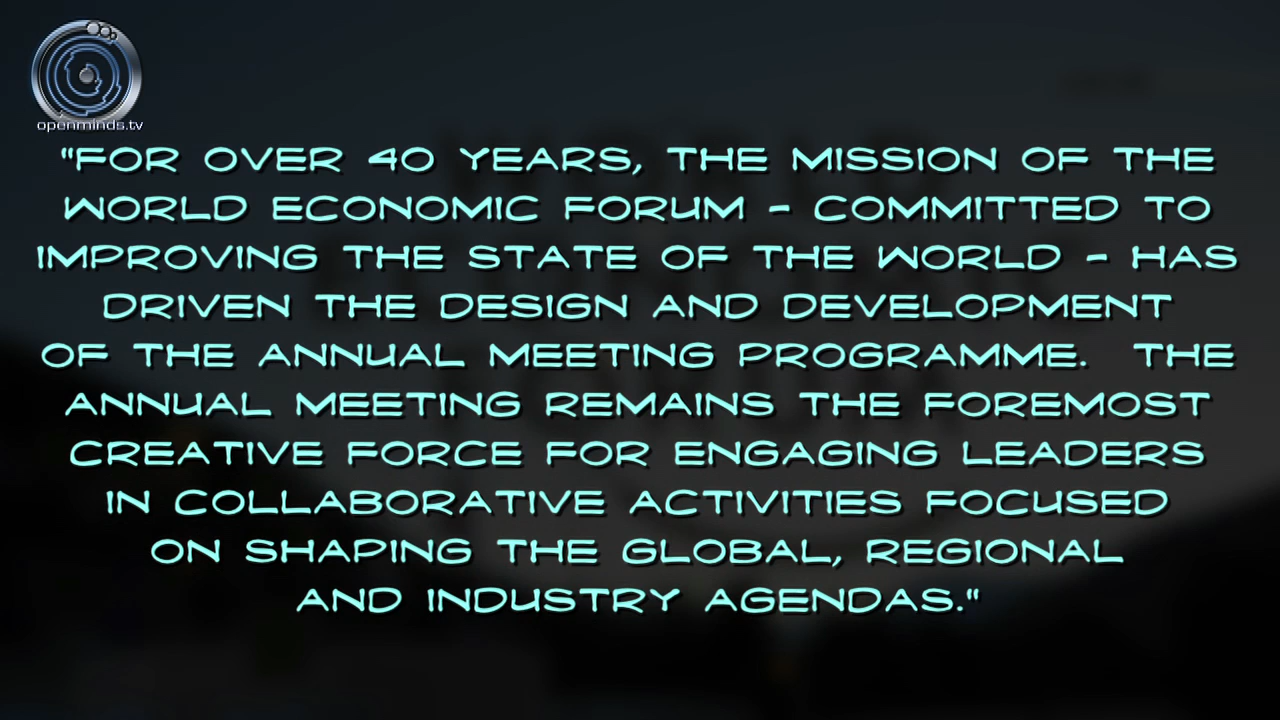 openminds.tv
"FOR OVER 40 YEARS, THE MISSION OF THE
WORLD ECONOMIC FORUM - COMMITTED TO
IMPROVING THE STATE OF THE WORLD - HAS
DRIVEN THE DESIGN AND DEVELOPMENT
OF THE ANNUAL MEETING PROGRAMME. THE
ANNUAL MEETING REMAINS THE FOREMOST
CREATIVE FORCE FOR ENGAGING LEADERS
IN COLLABORATIVE ACTIVITIES FOCUSED
ON SHAPING THE GLOBAL, REGIONAL
AND INDUSTRY AGENDAS."